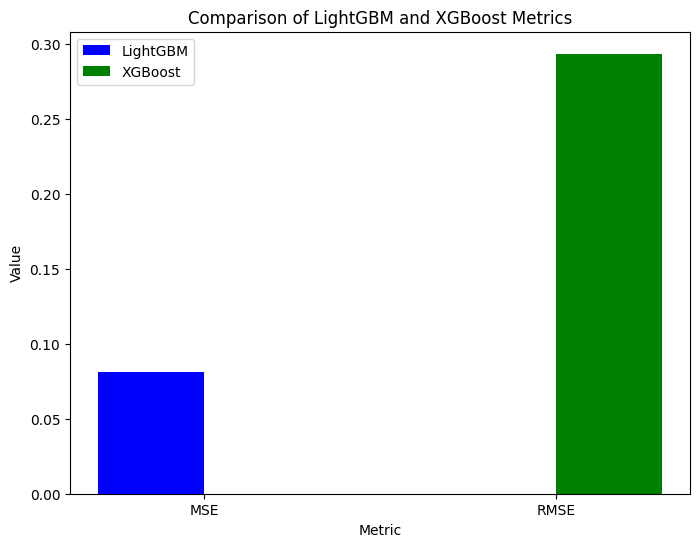 Comparison of LightGBM and XGBoost Metrics
LightGBM
XGBoost
0.30
0.25
0.20
0.15
0.10
0.05
0.00
Value
MSE
RMSE
Metric